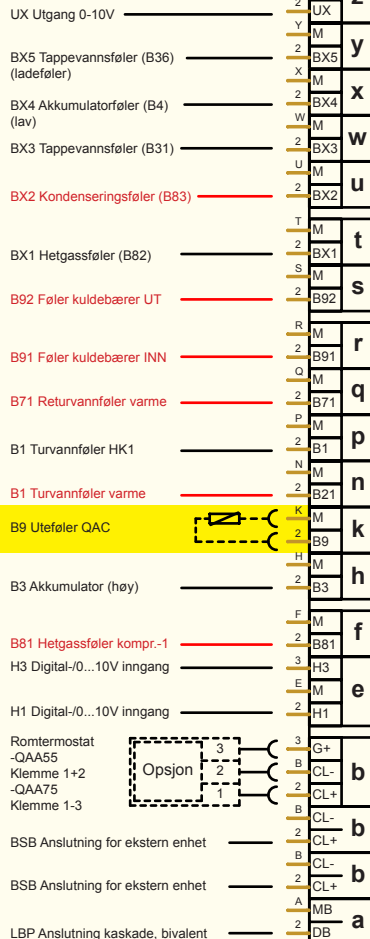 2 z
UX Utgang 0-10V UX
Y M
BX5 Tappevannsføler (B36) 2 BX5 y
(ladeføler)
X M
BX4 Akkumulatorføler (B4) 2 BX4 x
(lav)
W M
BX3 Tappevannsføler (B31) 2 BX3 w
U M
BX2 Kondenseringsføler (B83) 2 BX2 u
T M
BX1 Hetgassføler (B82) 2 BX1 t
S M
B92 Føler kuldebærer UT 2 B92 s
R M
B91 Føler kuldebærer INN 2 B91 r
Q M
B71 Returvannføler varme 2 B71 q
P M
B1 Turvannføler HK1 2 B1 p
N M
B1 Turvannføler varme 2 B21 n
K M
B9 Uteføler QAC 2 B9 k
H M
B3 Akkumulator (høy) 2 B3 h
F M
B81 Hetgassføler kompr.-1 2 B81 f
H3 Digital-/0...10V inngang 3 H3
E M e
H1 Digital-/0...10V inngang 2 H1
Romtermostat 3 3 G+
-QAA55
Klemme 1+2 Opsjon 2 B CL- b
-QAA75
Klemme 1-3 1 2 CL+
B CL-
BSB Anslutning for ekstern enhet 2 CL+ b
B CL-
BSB Anslutning for ekstern enhet 2 CL+ b
A MB
LBP Anslutning kaskade, bivalent 2 DB a